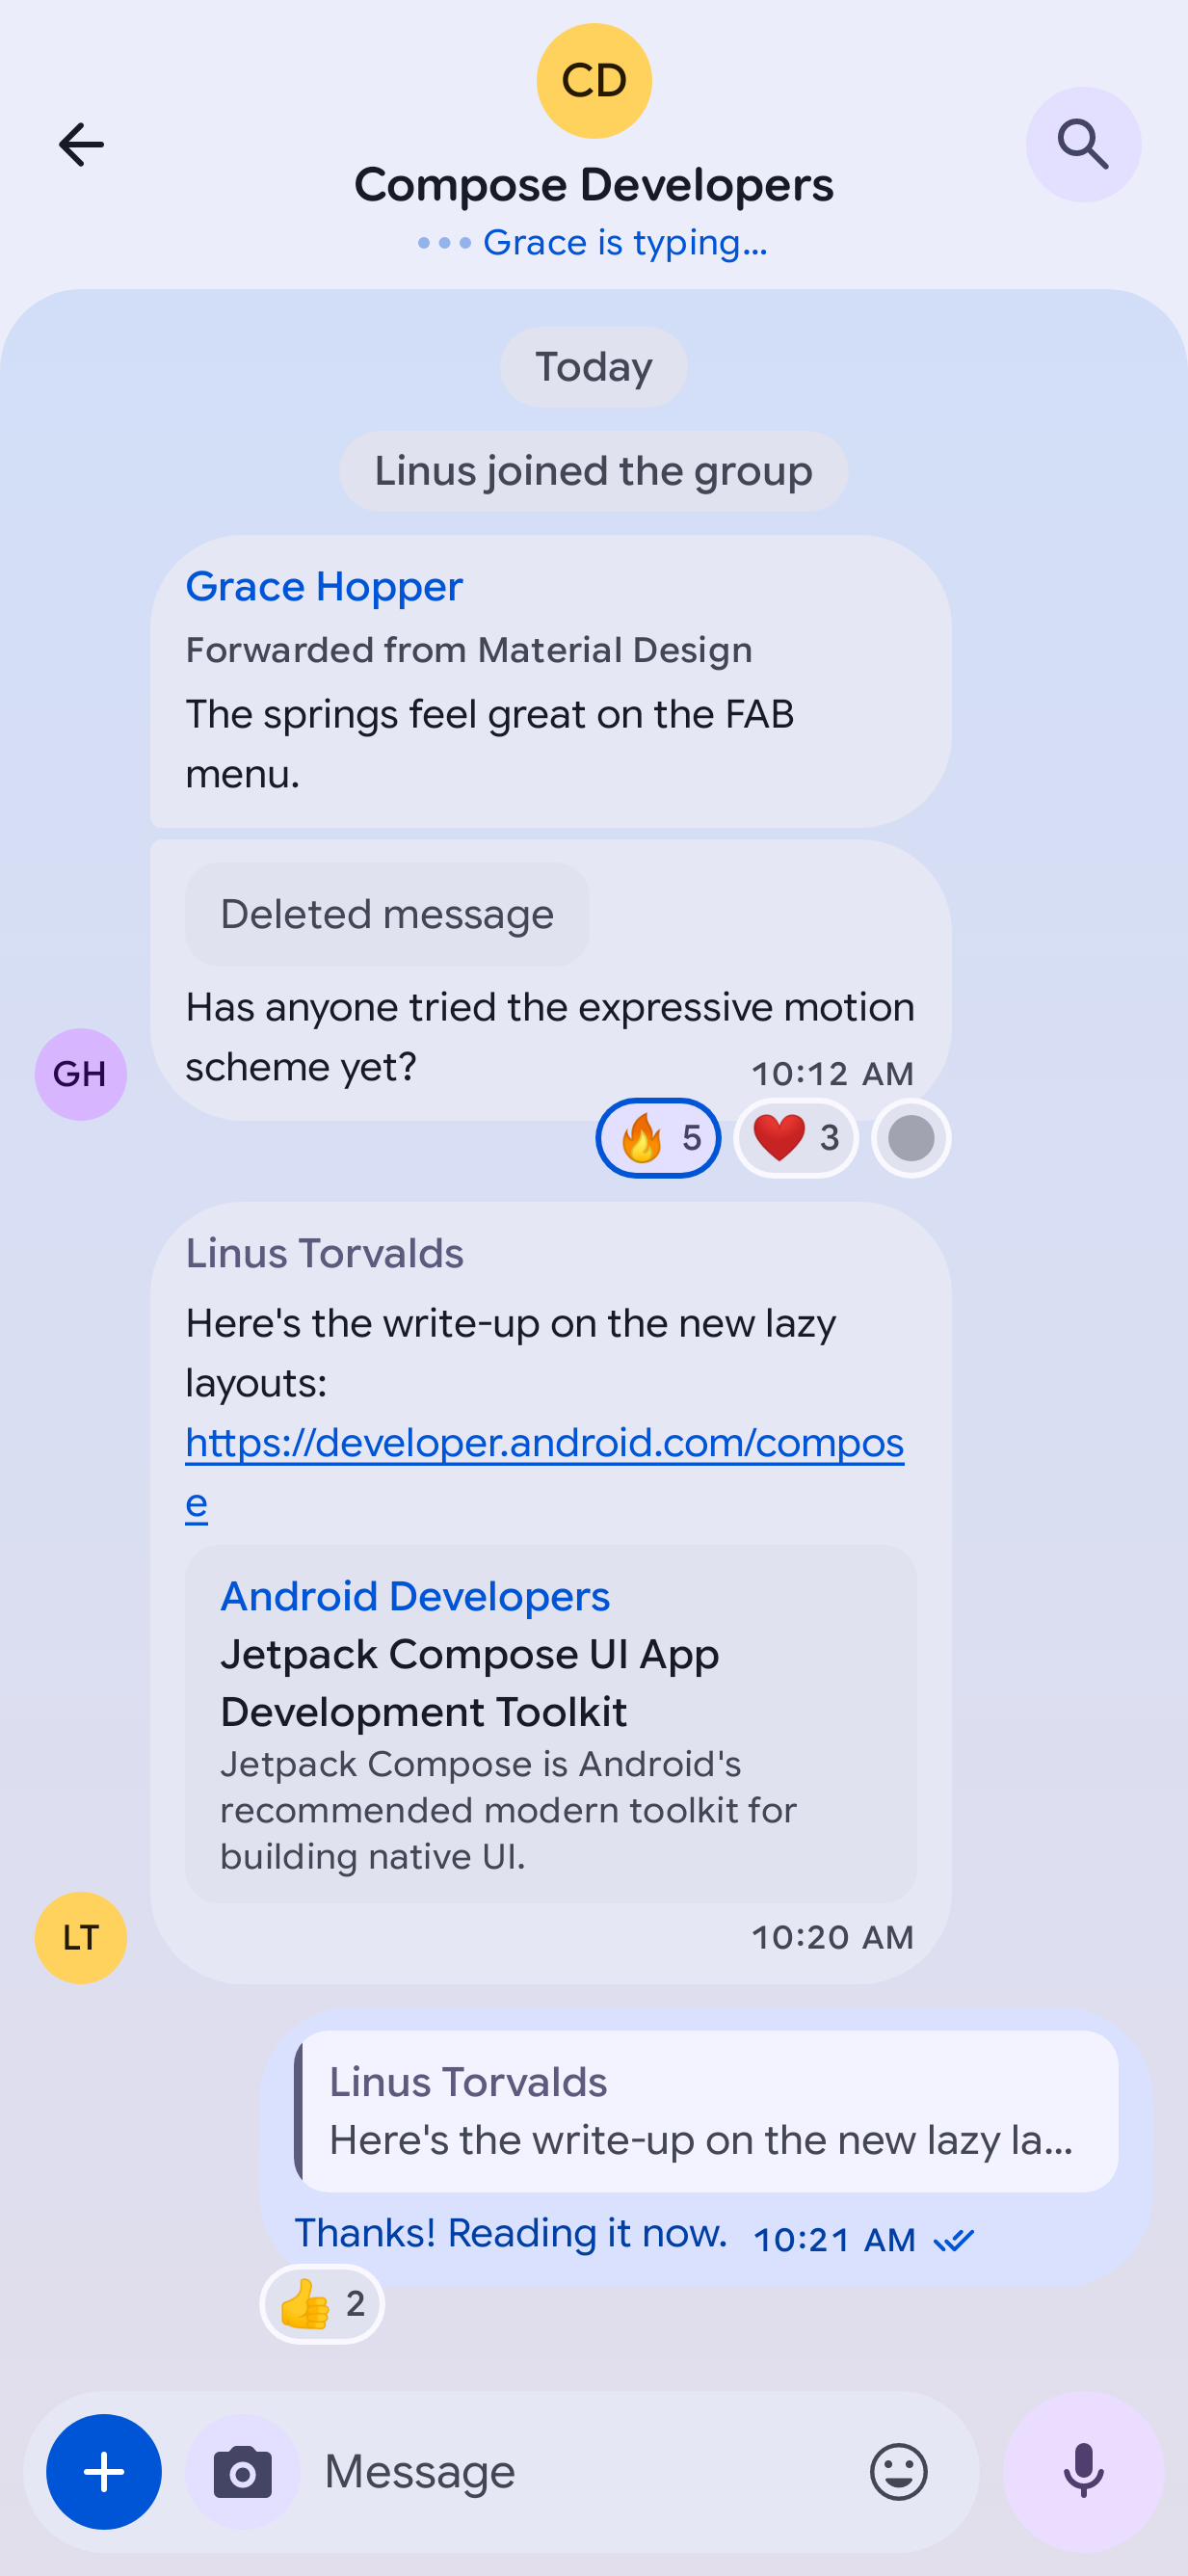 CD
Compose Developers
Grace is typing...
Today
Linus joined the group
Grace Hopper
Forwarded from Material Design
The springs feel great on the FAB
menu.
Deleted message
Has anyone tried the expressive motion
scheme yet?
10:12 AM
GH
5
3
Linus Torvalds
Here's the write-up on the new lazy
layouts:
https://developer.android.com/compos
e
Android Developers
Jetpack Compose UI App
Development Toolkit
Jetpack Compose is Android's
recommended modern toolkit for
building native UI.
10:20 AM
LT
Linus Torvalds
Here's the write-up on the new lazy la...
Thanks! Reading it now. 10:21 AM
2
Message